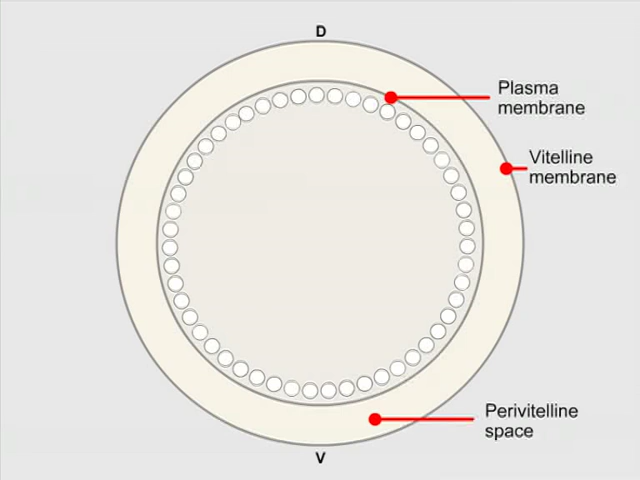 D
Plasma
membrane
Vitelline
membrane
Perivitelline
space
V